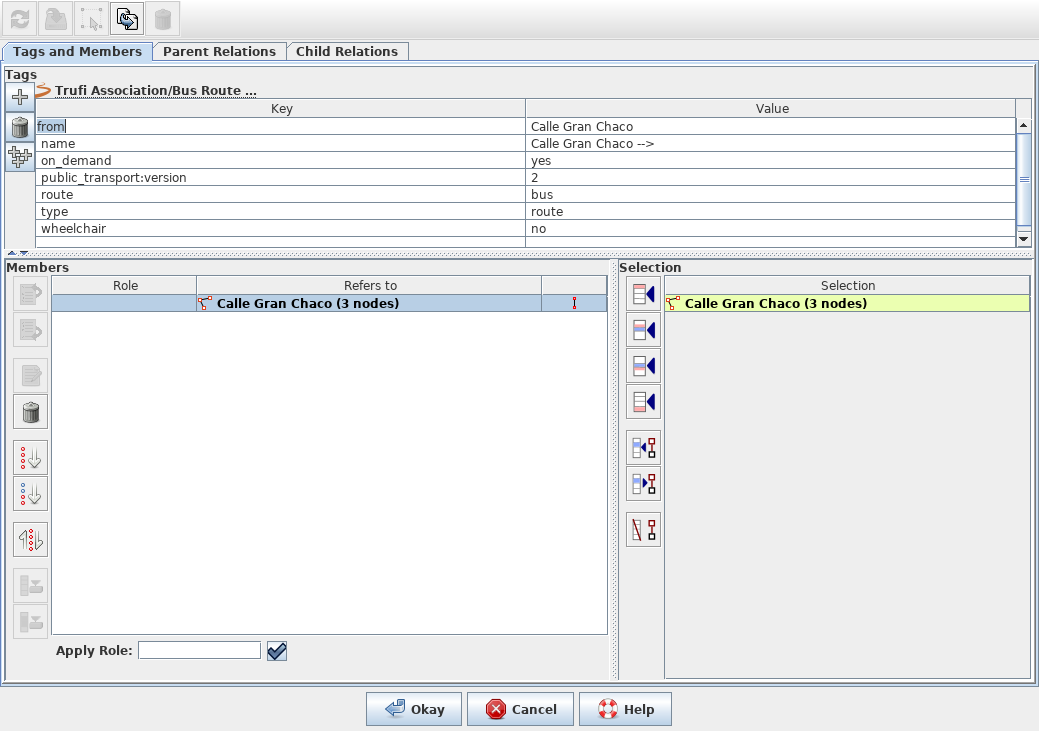 Tags and Members Parent Relations Child Relations
Tags
Trufi Association/Bus Route ...
Key Value
from Calle Gran Chaco
name Calle Gran Chaco -->
on_demand yes
public_transport:version 2
route bus
type route
wheelchair no
Members Selection
Role Refers to Selection
Calle Gran Chaco (3 nodes) Calle Gran Chaco (3 nodes)
Apply Role:
Okay Cancel Help